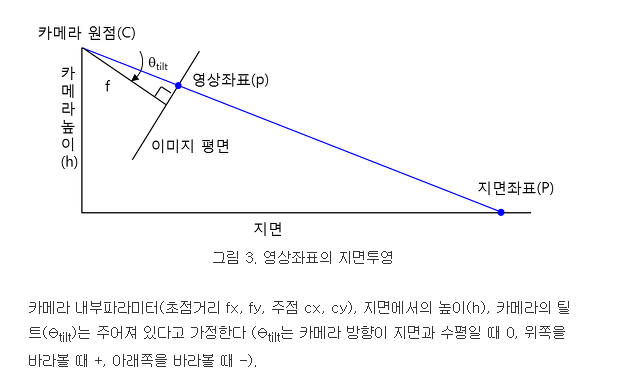 카메라 원점(C)
θtilt
카메라높이(h)
f
영상좌표(p)
이미지 평면
지면좌표(P)
지면
그림 3. 영상좌표의 지면투영
카메라 내부파라미터(초점거리 fx, fy, 주점 cx, cy), 지면에서의 높이(h), 카메라의 틸
트(θtilt)는 주어져 있다고 가정한다 (θtilt는 카메라 방향이 지면과 수평일 때 0, 위쪽을
바라볼 때 +, 아래쪽을 바라볼 때 -).